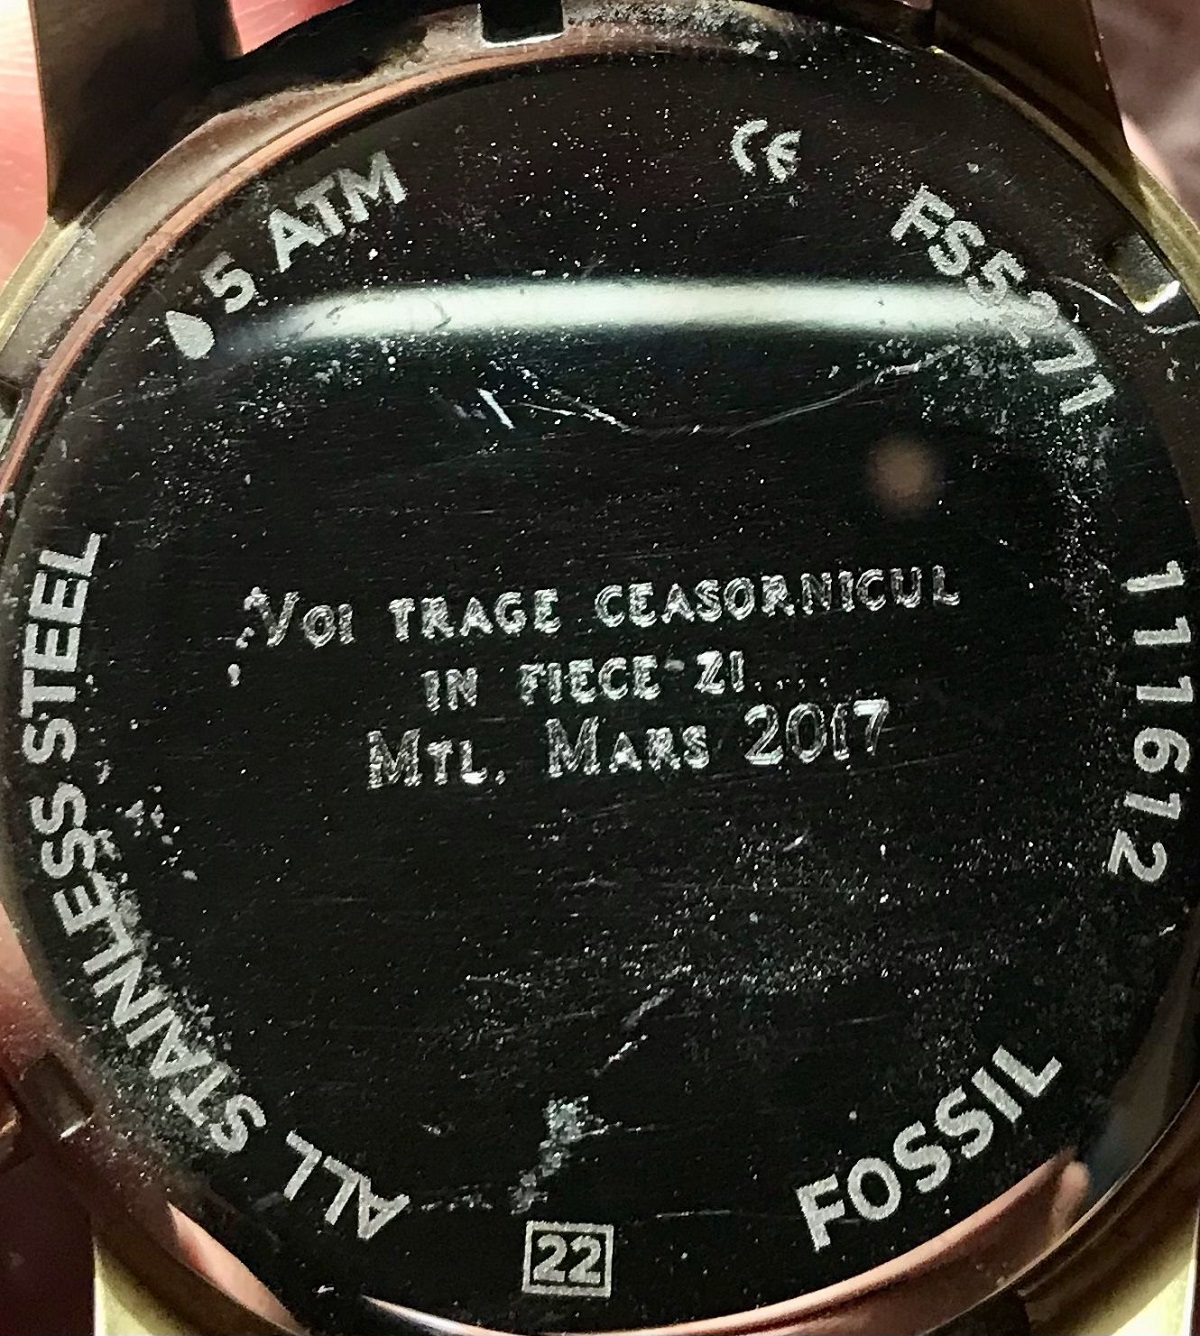 5 ATM
CE
FS5271
111612
Voi TRAGE CEASORNICUL
IN FIECE ZI....
MTL. MARS 2017
ALL STAINLESS STEEL
FOSSIL
22